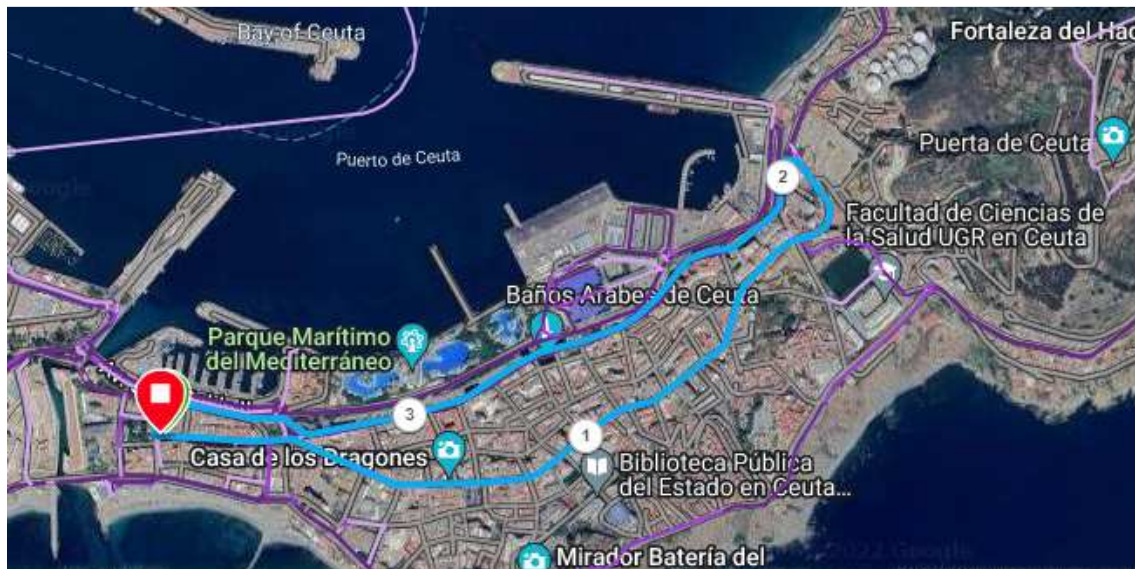 Bay of Ceuta
Fortaleza del Hac
Puerta de Ceuta
Puerto de Ceuta
2
Facultad de Ciencias de
la Salud UGR en Ceuta
Baños Árabes de Ceuta
Parque Marítimo
del Mediterráneo
3
1
Casa de los Dragones
Biblioteca Pública
del Estado en Ceuta...
Mirador Batería del
2022 Google